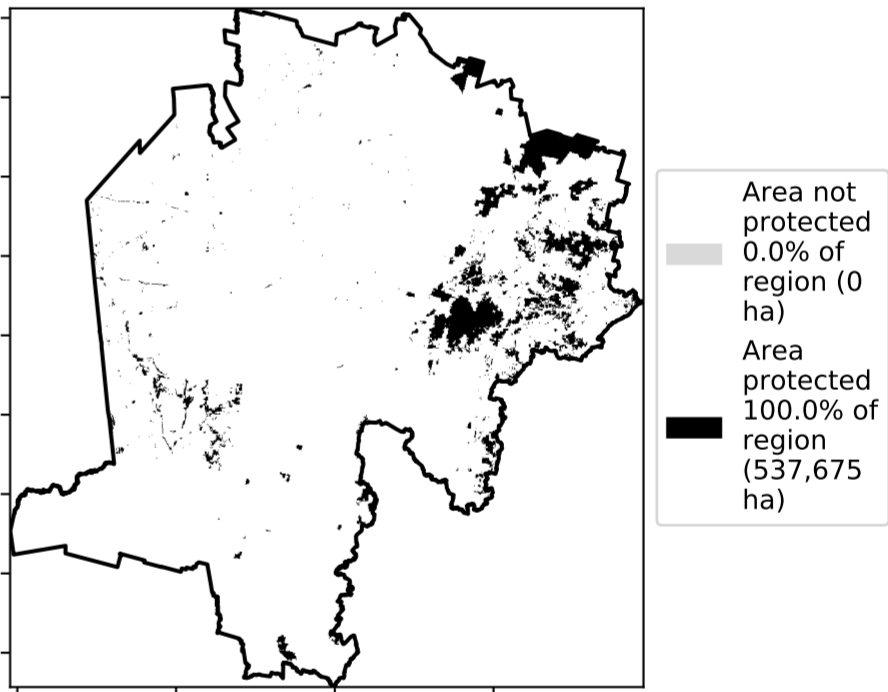 Area not
protected
0.0% of
region (0
ha)
Area
protected
100.0% of
region
(537,675
ha)